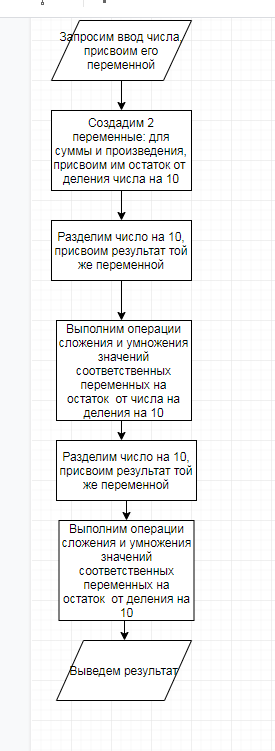 Запросим ввод числа,
присвоим его
переменной
Создадим 2
переменные: для
суммы и произведения,
присвоим им остаток от
деления числа на 10
Разделим число на 10,
присвоим результат той
же переменной
Выполним операции
сложения и умножения
значений
соответственных
переменных на
остаток от числа на
деления на 10
Разделим число на 10,
присвоим результат той
же переменной
Выполним операции
сложения и умножения
значений
соответственных
переменных на
остаток от деления на
10
Выведем результат